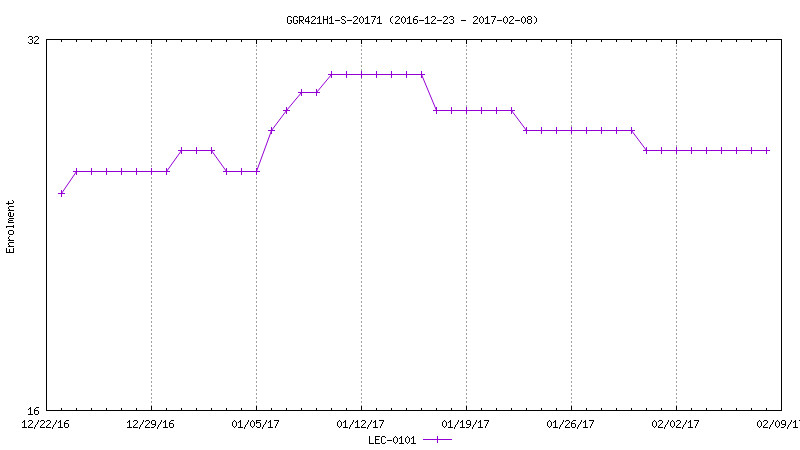 GGR421H1-S-20171 (2016-12-23 - 2017-02-08)
32
Enrolment
16
12/22/16 12/29/16 01/05/17 01/12/17 01/19/17 01/26/17 02/02/17 02/09/1
LEC-0101